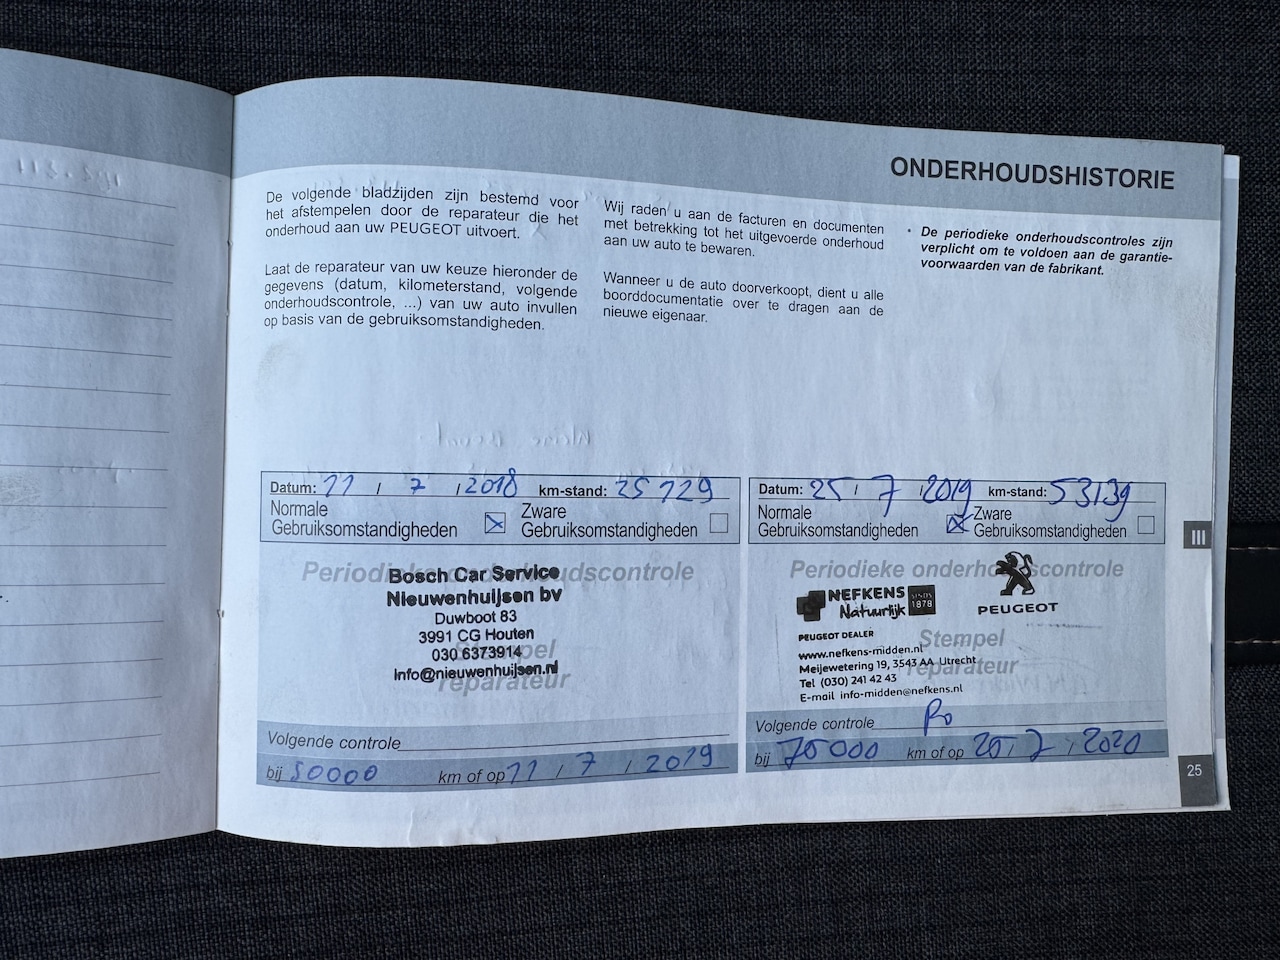 ONDERHOUDSHISTORIE
De volgende bladzijden zijn bestemd voor
het afstempelen door de reparateur die het
onderhoud aan uw PEUGEOT uitvoert.
Laat de reparateur van uw keuze hieronder de
gegevens (datum, kilometerstand, volgende
onderhoudscontrole, ...) van uw auto invullen
op basis van de gebruiksomstandigheden.
Wij raden u aan de facturen en documenten
met betrekking tot het uitgevoerde onderhoud
aan uw auto te bewaren.
Wanneer u de auto doorverkoopt, dient u alle
boorddocumentatie over te dragen aan de
nieuwe eigenaar.
De periodieke onderhoudscontroles zijn
verplicht om te voldoen aan de garantie-
voorwaarden van de fabrikant.
Datum: 11 / 7 / 2018 km-stand: 25 129
Normale
Gebruiksomstandigheden
Zware
Gebruiksomstandigheden
Periodieke onderhoudscontrole
Bosch Car Service
Nieuwenhuijsen bv
Duwboot 83
3991 CG Houten
030 6373914
Info@nieuwenhuijsen.nl
Stempel
reparateur
Volgende controle
bij 50000 km of op 11 / 7 / 2019
Datum: 25 / 7 / 2019 km-stand: 53139
Normale
Gebruiksomstandigheden
Zware
Gebruiksomstandigheden
Periodieke onderhoudscontrole
NEFKENS
Natuurlijk
SINDS
1878
PEUGEOT
PEUGEOT DEALER
www.nefkens-midden.nl
Meijewetering 19, 3543 AA Utrecht
Tel (030) 241 42 43
E-mail info-midden@nefkens.nl
Stempel
reparateur
Volgende controle
bij 75000 km of op 25 / 7 / 2020
III
25